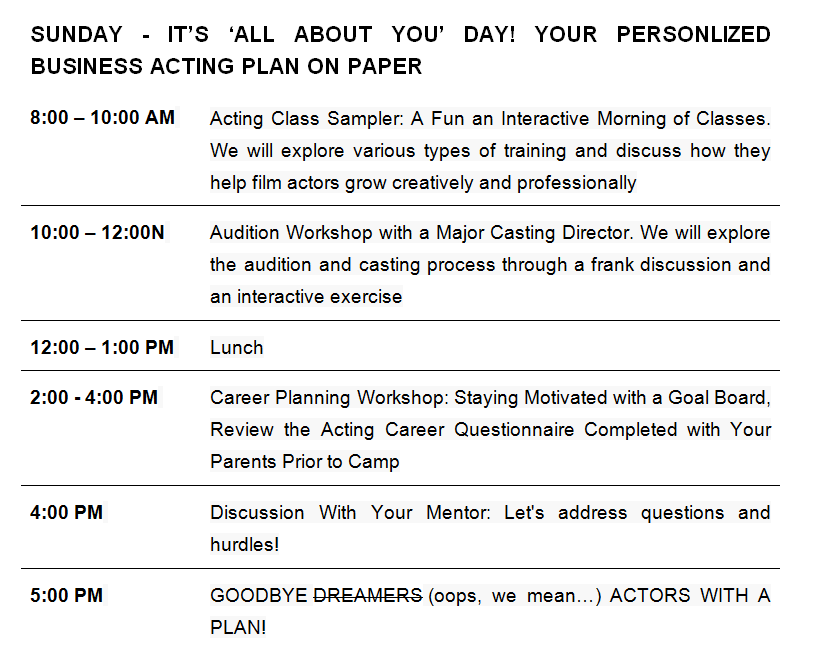 SUNDAY - IT’S ‘ALL ABOUT YOU’ DAY! YOUR PERSONLIZED
BUSINESS ACTING PLAN ON PAPER
8:00 – 10:00 AM Acting Class Sampler: A Fun an Interactive Morning of Classes.
We will explore various types of training and discuss how they
help film actors grow creatively and professionally
10:00 – 12:00N Audition Workshop with a Major Casting Director. We will explore
the audition and casting process through a frank discussion and
an interactive exercise
12:00 – 1:00 PM Lunch
2:00 - 4:00 PM Career Planning Workshop: Staying Motivated with a Goal Board,
Review the Acting Career Questionnaire Completed with Your
Parents Prior to Camp
4:00 PM Discussion With Your Mentor: Let's address questions and
hurdles!
5:00 PM GOODBYE DREAMERS (oops, we mean…) ACTORS WITH A
PLAN!